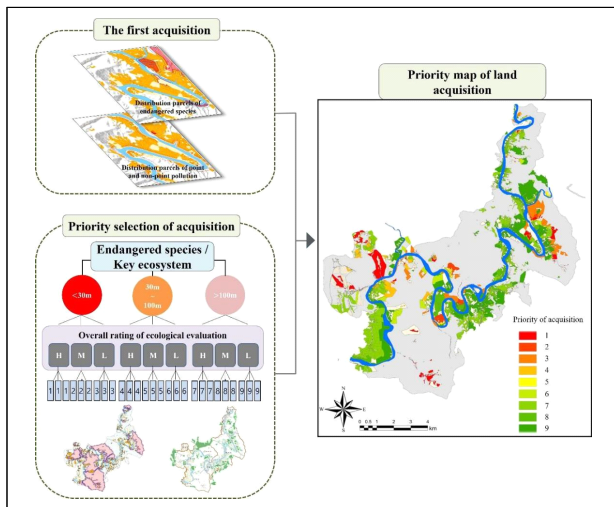 The first acquisition
Distribution parcels of
endangered species
Distribution parcels of point
and non-point pollution
Priority selection of acquisition
Endangered species /
Key ecosystem
<30m
30m
~
100m
>100m
Overall rating of ecological evaluation
H M L H M L H M L
1 1 1 2 2 2 3 3 3 4 4 4 5 5 5 6 6 6 7 7 7 8 8 8 9 9 9
Priority map of land
acquisition
Priority of acquisition
1
2
3
4
5
6
7
8
9
N
W E
S
0 0.5 1 2 3 4
km